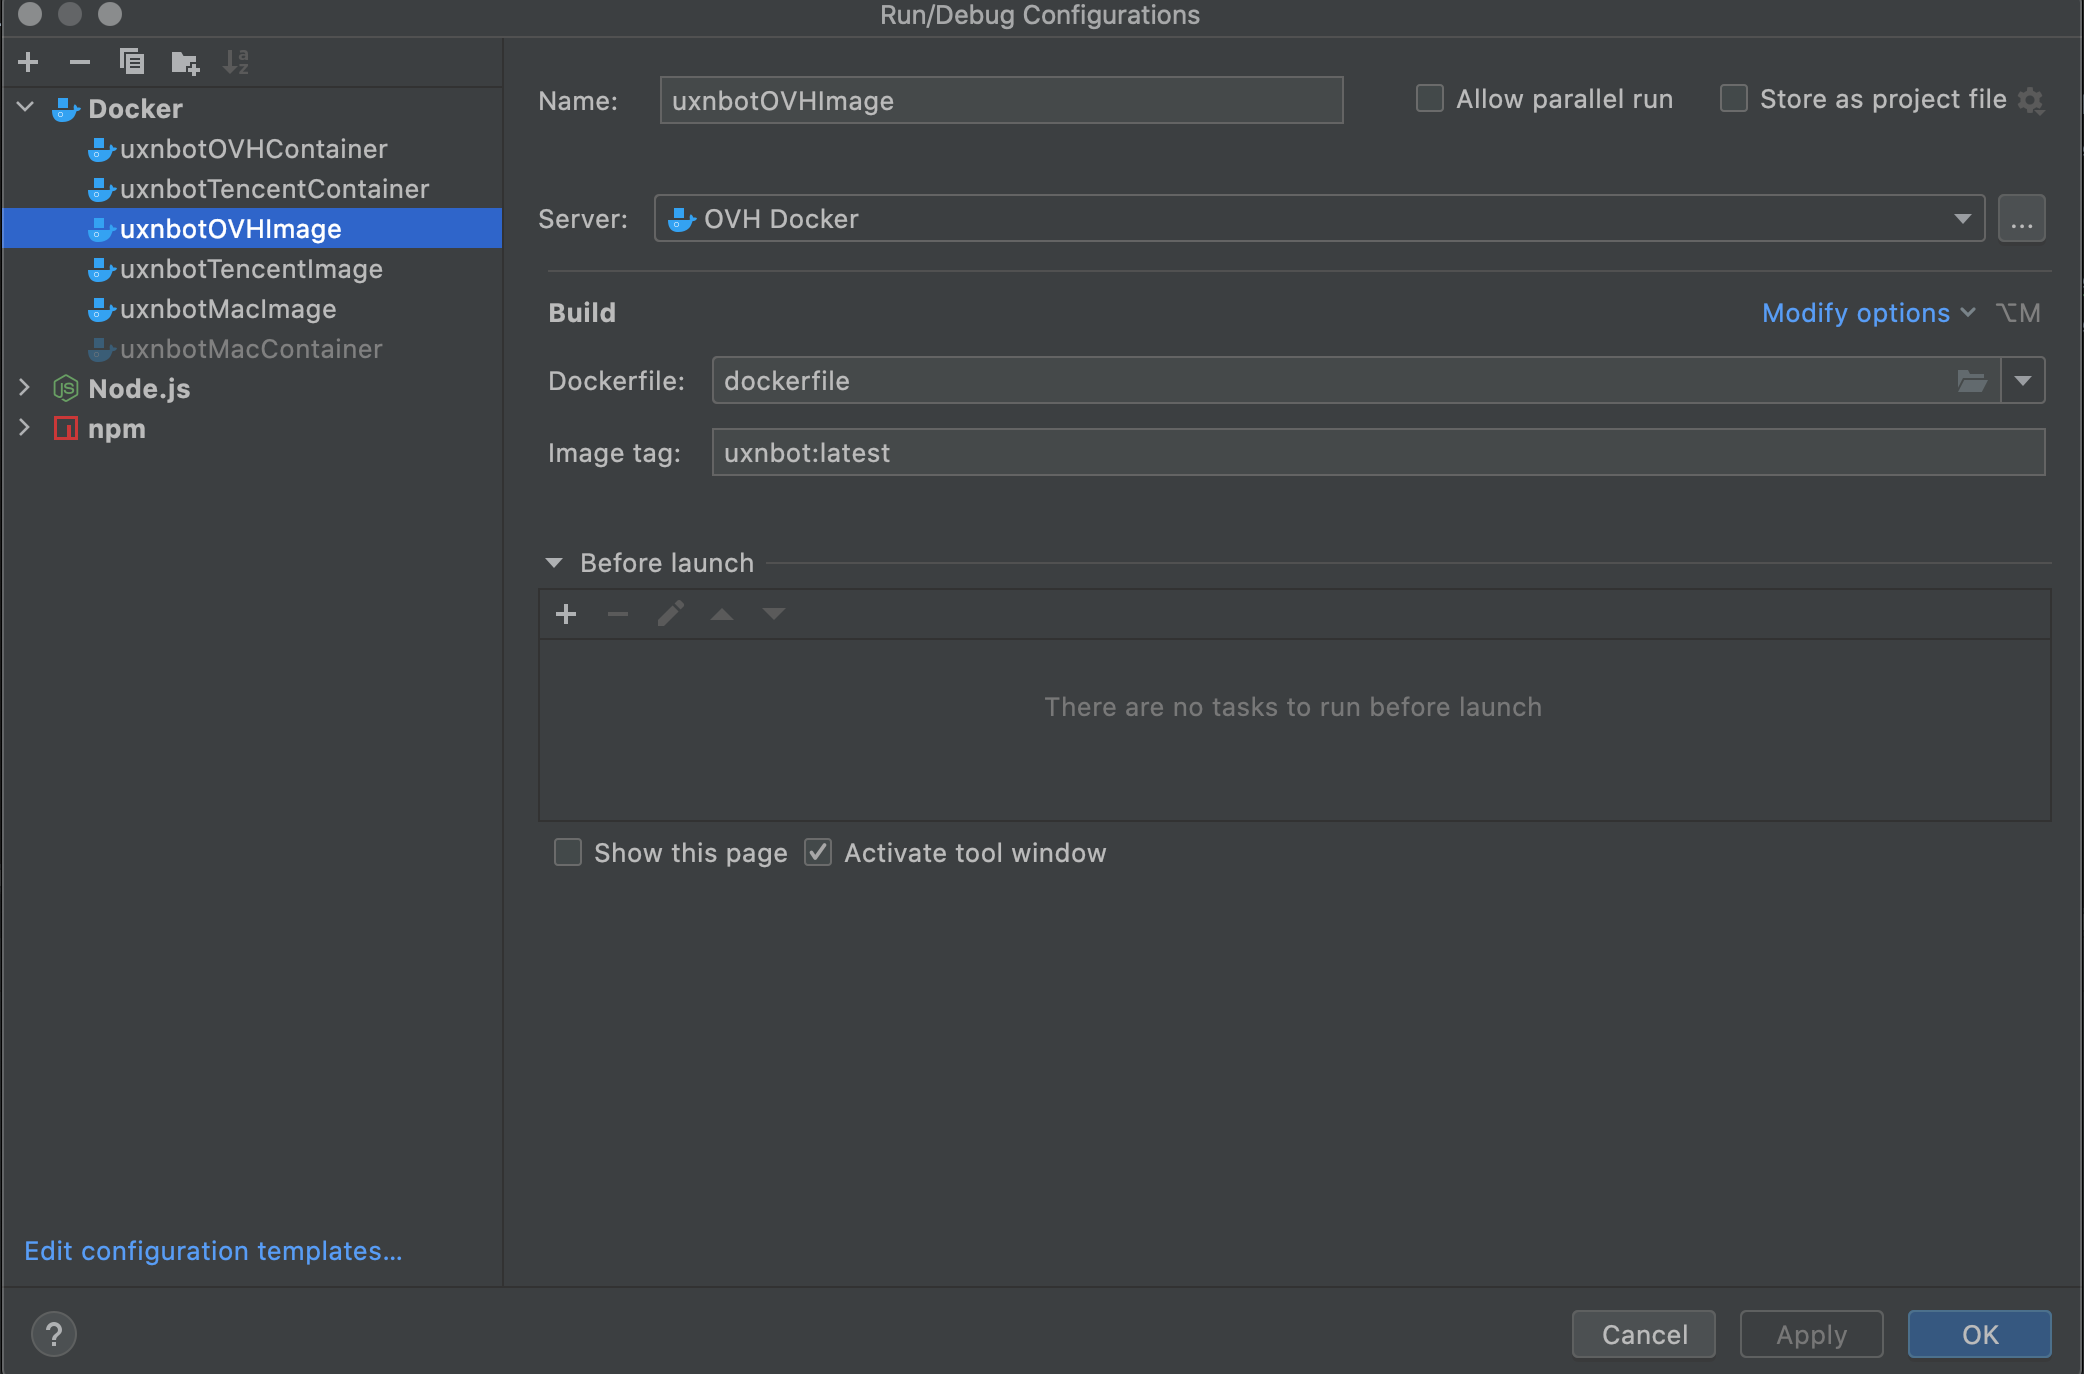 Run/Debug Configurations
Docker
uxnbotOVHContainer
uxnbotTencentContainer
uxnbotOVHImage
uxnbotTencentImage
uxnbotMacImage
uxnbotMacContainer
Node.js
npm
Edit configuration templates...
Name: uxnbotOVHImage Allow parallel run Store as project file
Server: OVH Docker ...
Build Modify options ⌥M
Dockerfile: dockerfile
Image tag: uxnbot:latest
Before launch
There are no tasks to run before launch
Show this page Activate tool window
? Cancel Apply OK